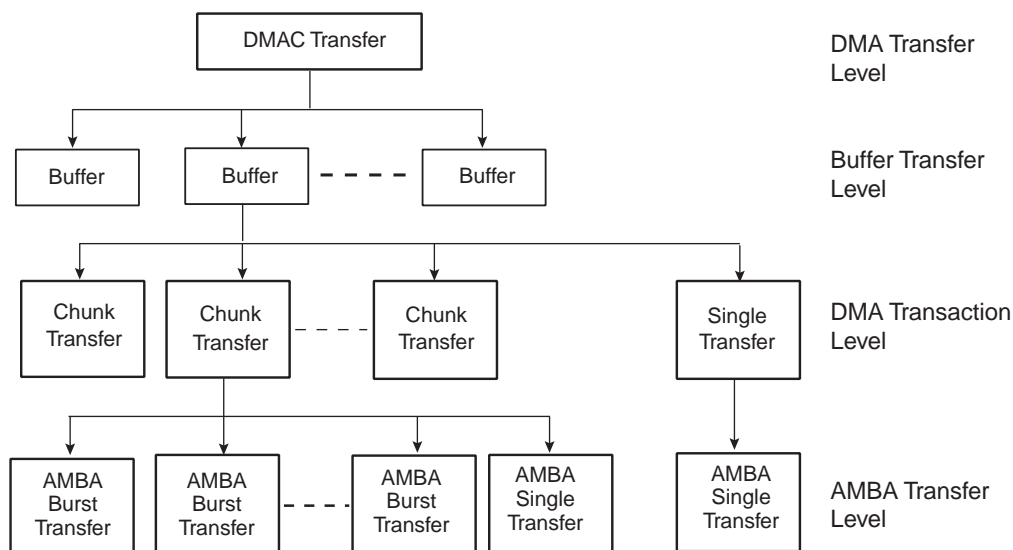 DMAC Transfer
DMA Transfer
Level
Buffer
Buffer
Buffer
Buffer Transfer
Level
Chunk
Transfer
Chunk
Transfer
Chunk
Transfer
Single
Transfer
DMA Transaction
Level
AMBA
Burst
Transfer
AMBA
Burst
Transfer
AMBA
Burst
Transfer
AMBA
Single
Transfer
AMBA
Single
Transfer
AMBA Transfer
Level